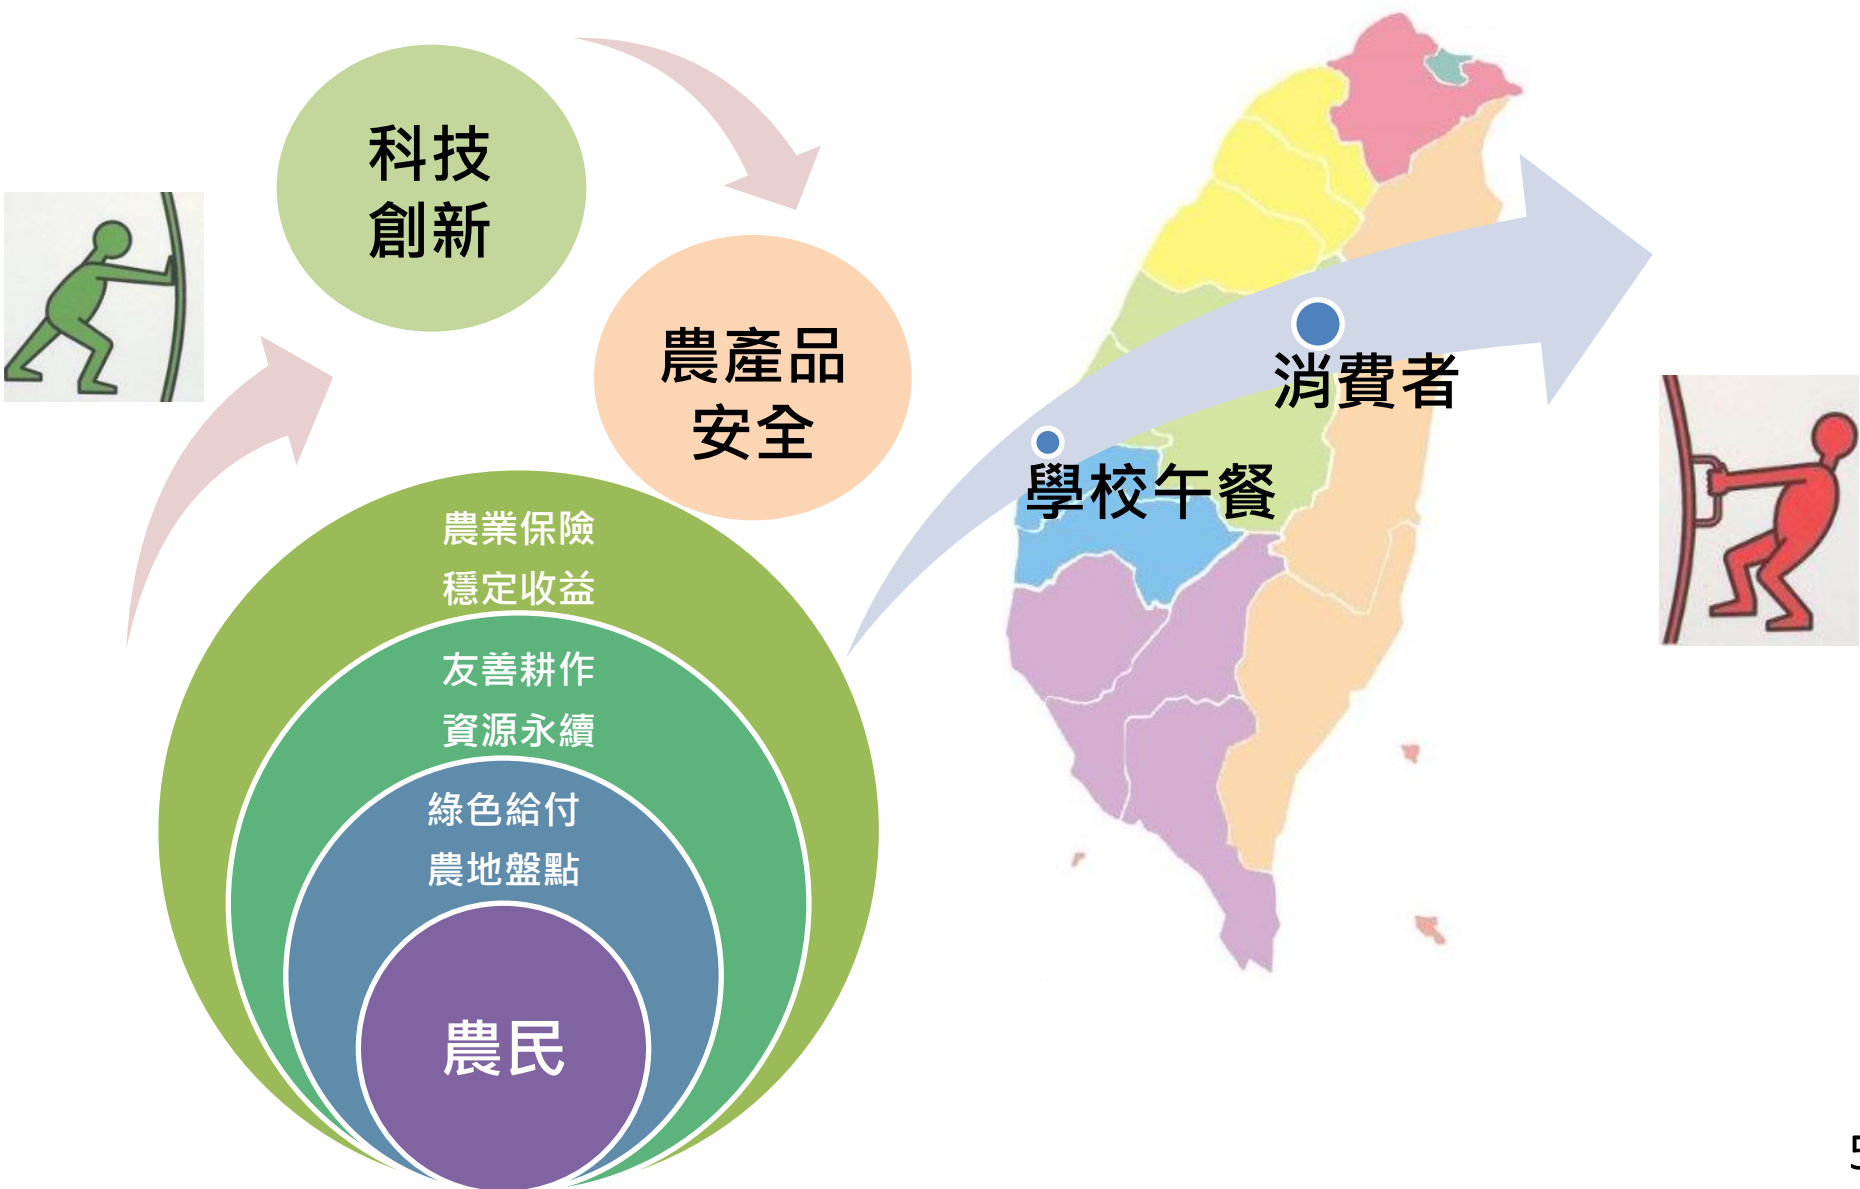 科技
創新
農產品
安全
農業保險
穩定收益
友善耕作
資源永續
綠色給付
農地盤點
農民
消費者
學校午餐
5